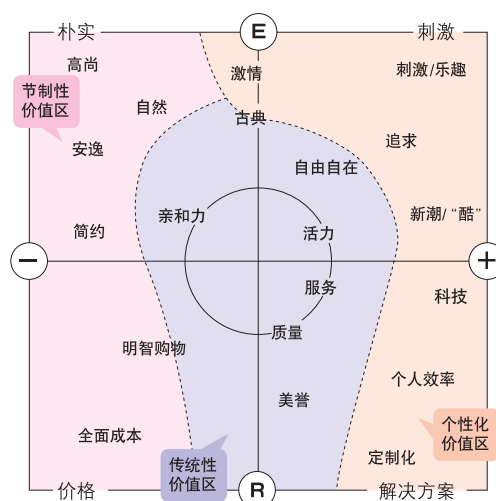 朴实
E
刺激
高尚
激情
刺激/乐趣
节制性
价值区
自然
古典
追求
安逸
自由自在
亲和力
新潮/“酷”
简约
活力
−
+
服务
科技
质量
明智购物
个人效率
美誉
全面成本
个性化
价值区
传统性
价值区
定制化
价格
R
解决方案